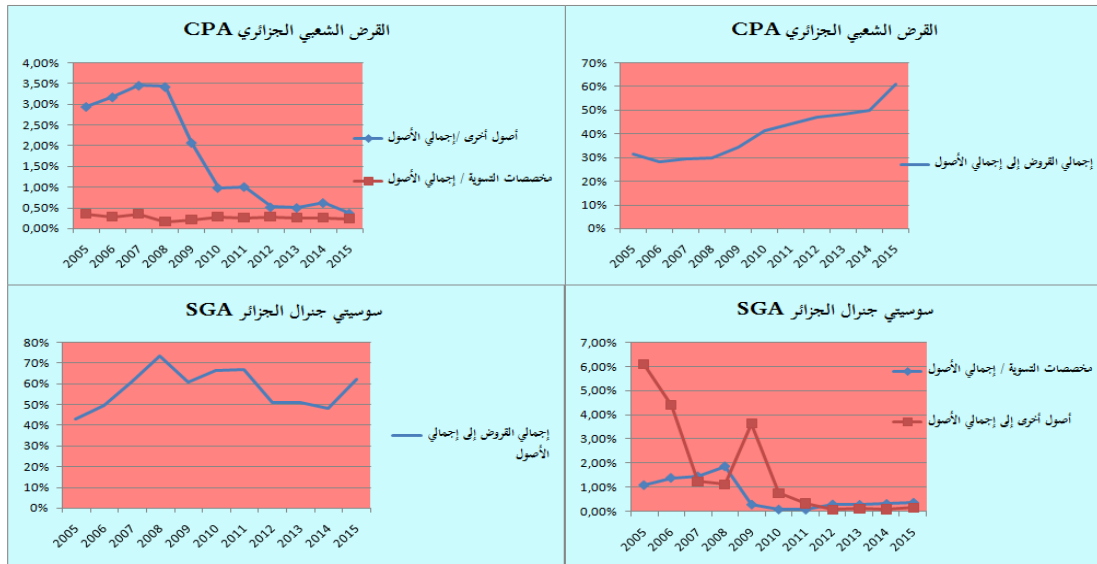 القرض الشعبي الجزائري CPA
4,00%
3,50%
3,00%
2,50%
2,00%
1,50%
1,00%
0,50%
0,00%
2005 2006 2007 2008 2009 2010 2011 2012 2013 2014 2015
أصول أخرى /إجمالي الأصول
مخصصات التسوية / إجمالي الأصول
القرض الشعبي الجزائري CPA
70%
60%
50%
40%
30%
20%
10%
0%
2005 2006 2007 2008 2009 2010 2011 2012 2013 2014 2015
إجمالي القروض إلى إجمالي الأصول
سوسيتي جنرال الجزائر SGA
80%
70%
60%
50%
40%
30%
20%
10%
0%
2005 2006 2007 2008 2009 2010 2011 2012 2013 2014 2015
إجمالي القروض إلى إجمالي
الأصول
سوسيتي جنرال الجزائر SGA
7,00%
6,00%
5,00%
4,00%
3,00%
2,00%
1,00%
0,00%
2005 2006 2007 2008 2009 2010 2011 2012 2013 2014 2015
مخصصات التسوية / إجمالي الأصول
أصول أخرى إلى إجمالي الأصول